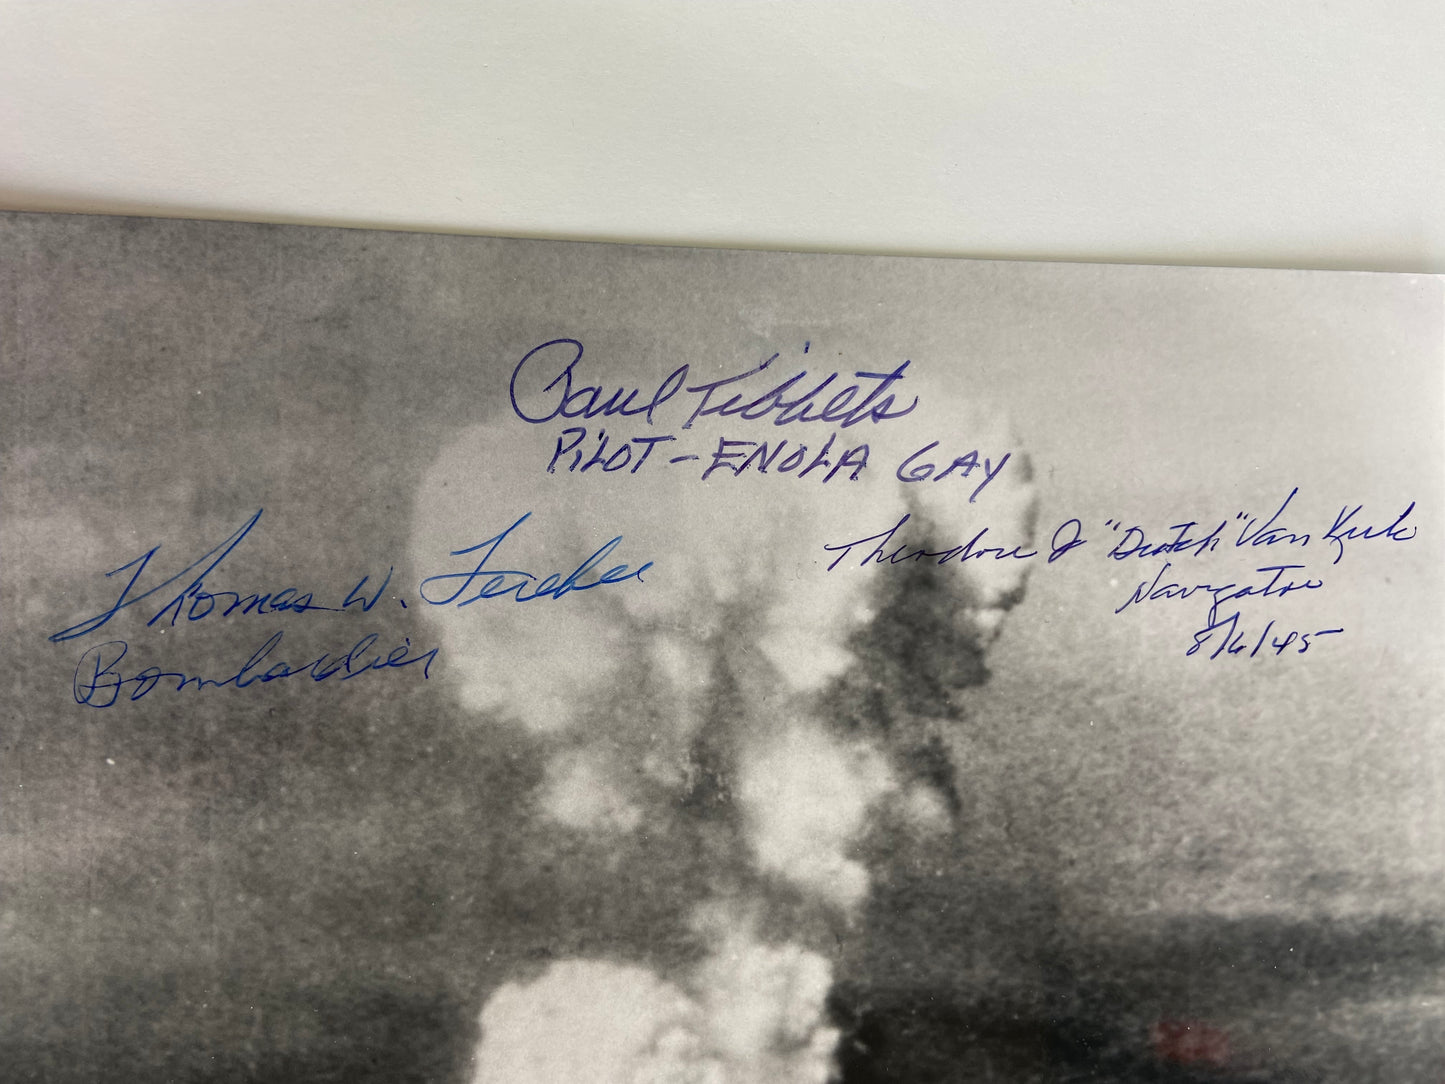 Paul Tibbets
PILOT - ENOLA GAY
Thomas W. Ferebee
Bombardier
Theodore J "Dutch" Van Kirk
Navigator
8/6/45